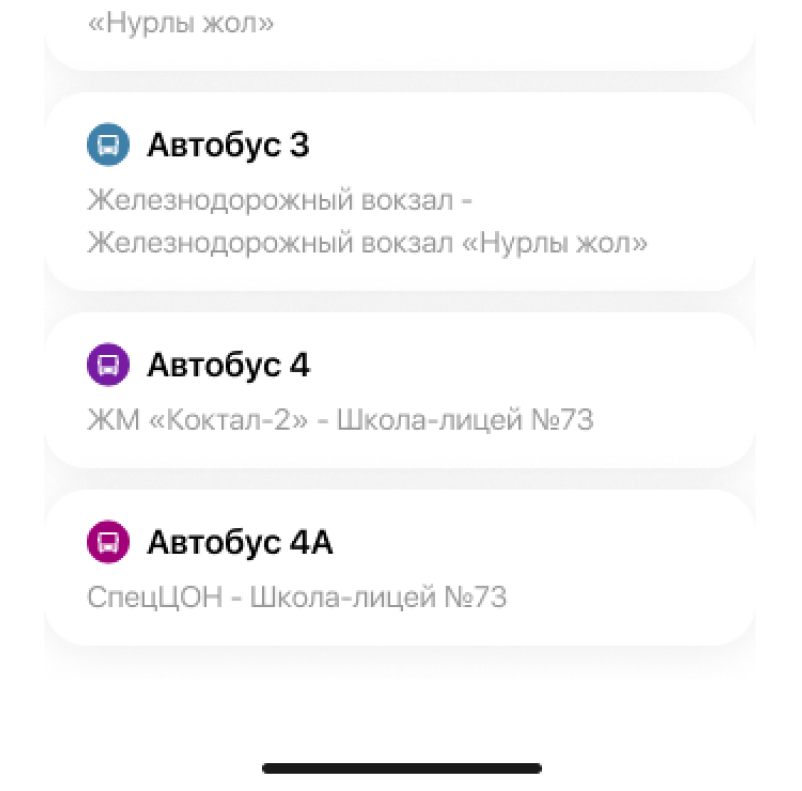 «Нурлы жол»
Автобус 3
Железнодорожный вокзал -
Железнодорожный вокзал «Нурлы жол»
Автобус 4
ЖМ «Коктал-2» - Школа-лицей №73
Автобус 4А
СпецЦОН - Школа-лицей №73